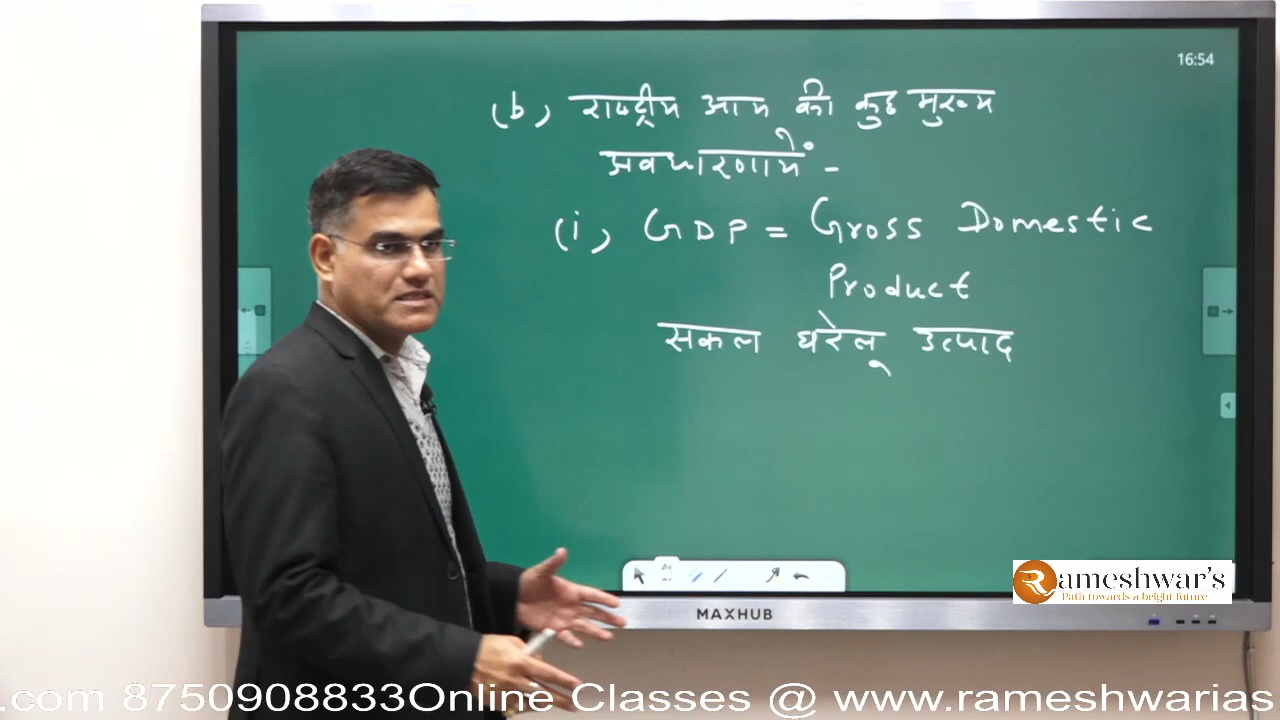 16:54
(b) राष्ट्रीय आय की कुछ मुख्य
अवधारणायें -
(i) GDP = Gross Domestic
Product
सकल घरेलू उत्पाद
Rameshwar's
Path towards a bright future
MAXHUB
.com 8750908833Online Classes @ www.rameshwarias